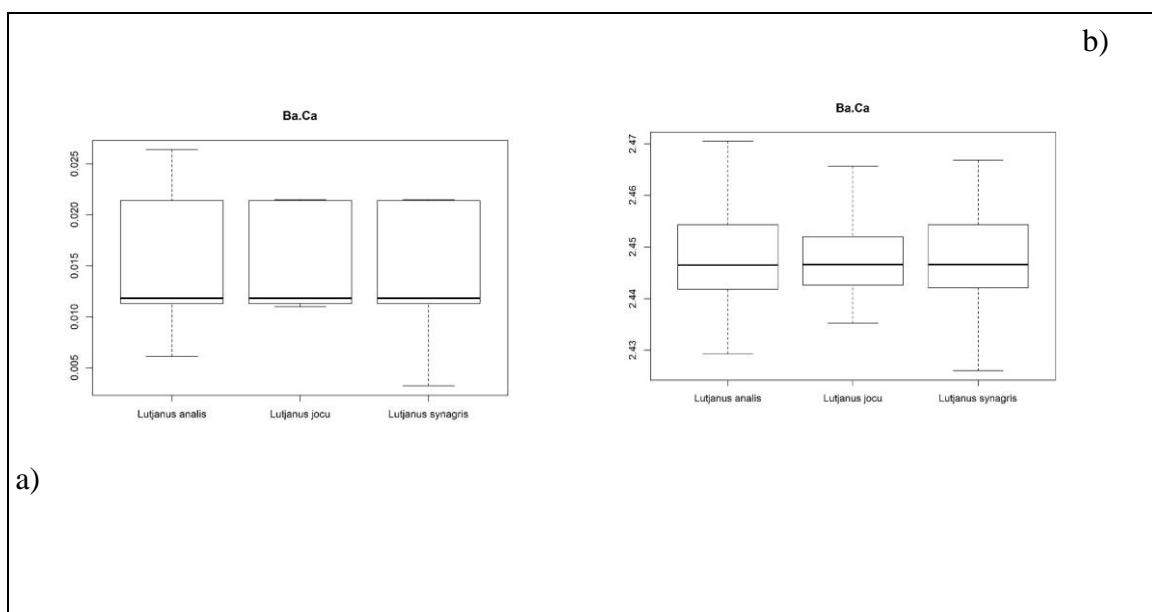 b)
Ba.Ca
0.025
0.020
0.015
0.010
0.005
Lutjanus analis Lutjanus jocu Lutjanus synagris
Ba.Ca
2.47
2.46
2.45
2.44
2.43
Lutjanus analis Lutjanus jocu Lutjanus synagris
a)